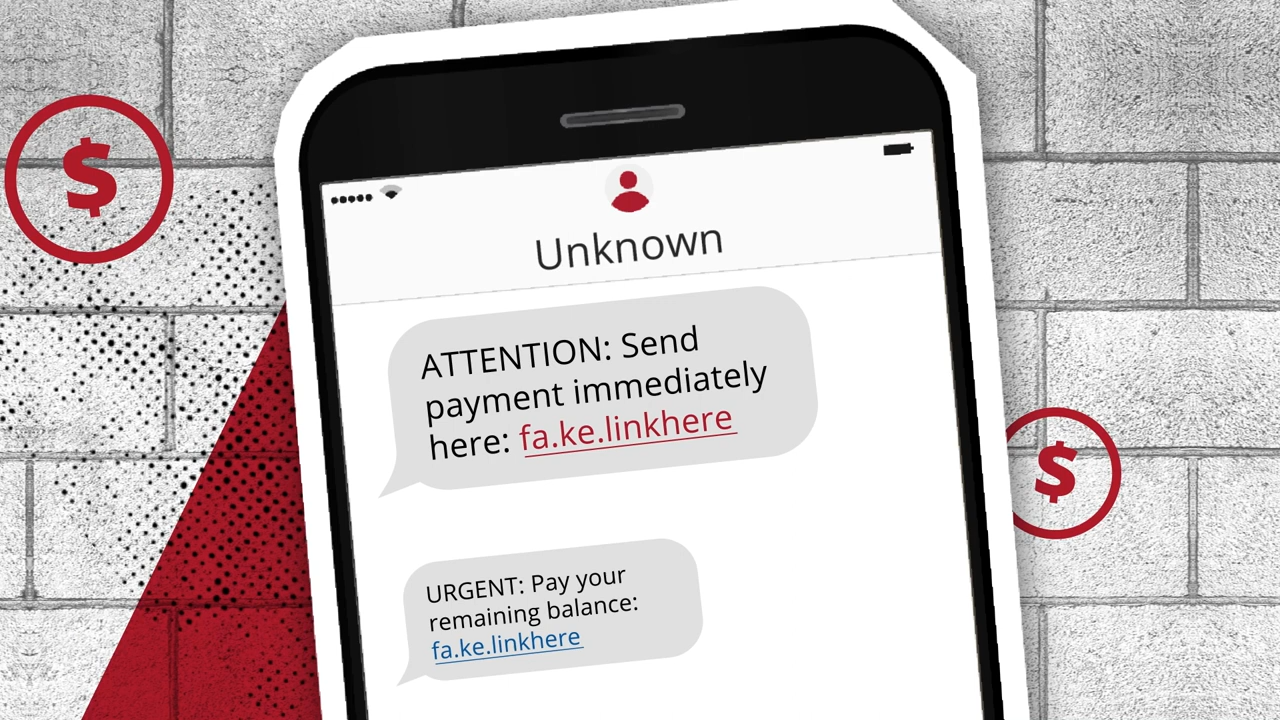 $
Unknown
ATTENTION: Send
payment immediately
here: fa.ke.linkhere
$
URGENT: Pay your
remaining balance:
fa.ke.linkhere